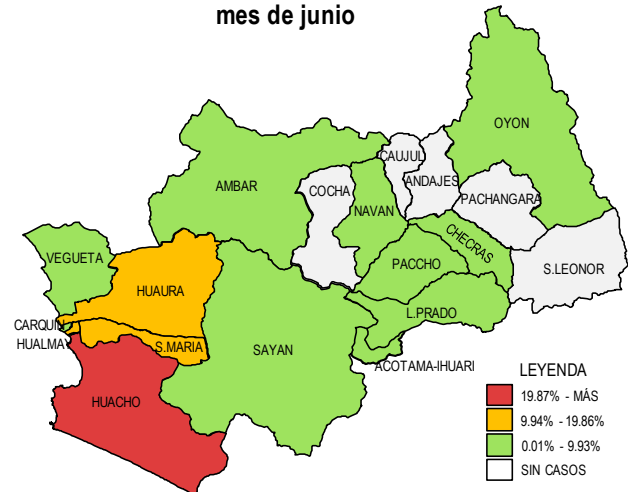 mes de junio
OYON
CAUJUL
ANDAJES
AMBAR
COCHA
NAVAN
PACHANGARA
CHECRAS
VEGUETA
PACCHO
S.LEONOR
HUAURA
L.PRADO
CARQUIN
HUALMA
S.MARIA
SAYAN
ACOTAMA-IHUARI
HUACHO
LEYENDA
19.87% - MÁS
9.94% - 19.86%
0.01% - 9.93%
SIN CASOS